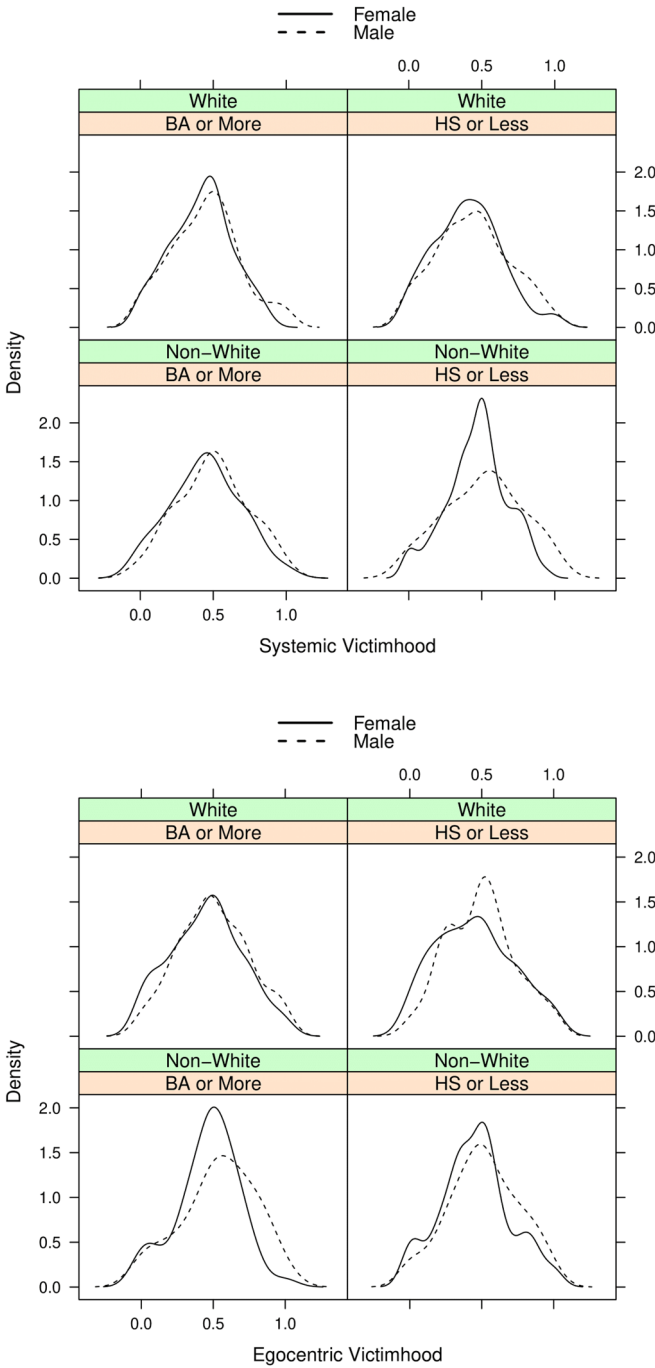 Female
Male
0.0 0.5 1.0
White White
BA or More HS or Less
2.0
1.5
1.0
0.5
0.0
Non−White Non−White
BA or More HS or Less
2.0
1.5
1.0
0.5
0.0
Density
0.0 0.5 1.0
Systemic Victimhood
Female
Male
0.0 0.5 1.0
White White
BA or More HS or Less
2.0
1.5
1.0
0.5
0.0
Non−White Non−White
BA or More HS or Less
2.0
1.5
1.0
0.5
0.0
Density
0.0 0.5 1.0
Egocentric Victimhood